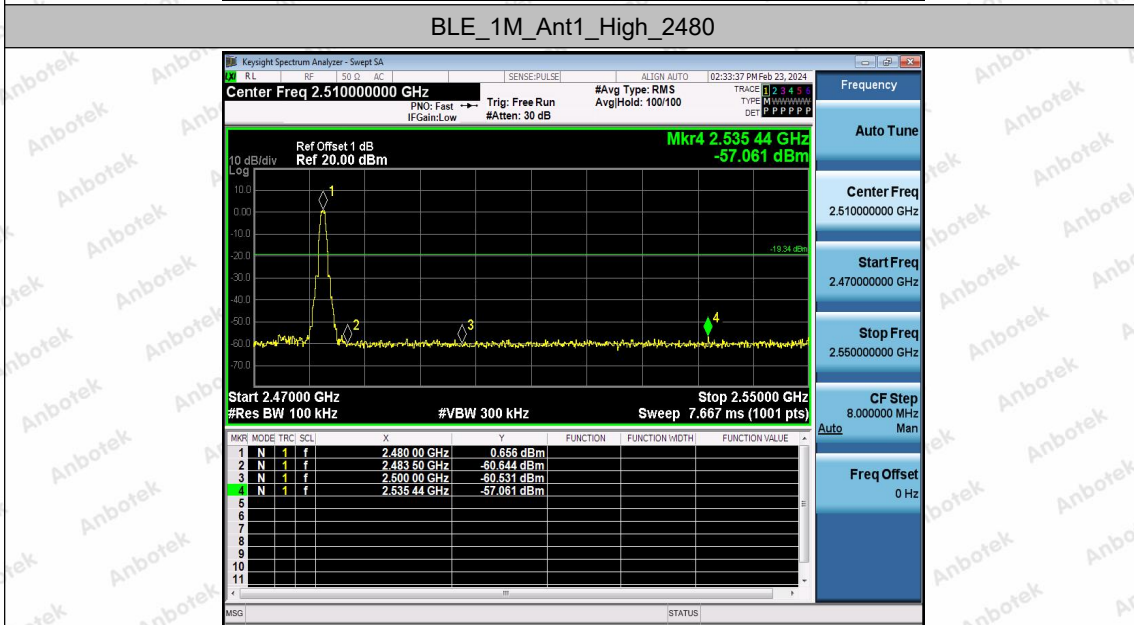 BLE_1M_Ant1_High_2480
Keysight Spectrum Analyzer - Swept SA
LXI RL RF 50 Ω AC SENSE:PULSE ALIGN AUTO 02:33:37 PM Feb 23, 2024
Center Freq 2.510000000 GHz
PNO: Fast
IFGain:Low
Trig: Free Run
#Atten: 30 dB
#Avg Type: RMS
Avg|Hold: 100/100
TRACE 1 2 3 4 5 6
TYPE M W W W W W
DET P P P P P P
Mkr4 2.535 44 GHz
-57.061 dBm
Ref Offset 1 dB
10 dB/div Ref 20.00 dBm
Log
10.0
0.00
-10.0
-20.0
-30.0
-40.0
-50.0
-60.0
-70.0
-19.34 dBm
1
2
3
4
Start 2.47000 GHz Stop 2.55000 GHz
#Res BW 100 kHz #VBW 300 kHz Sweep 7.667 ms (1001 pts)
MKR MODE TRC SCL X Y FUNCTION FUNCTION WIDTH FUNCTION VALUE
1 N 1 f 2.480 00 GHz 0.656 dBm
2 N 1 f 2.483 50 GHz -60.644 dBm
3 N 1 f 2.500 00 GHz -60.531 dBm
4 N 1 f 2.535 44 GHz -57.061 dBm
5
6
7
8
9
10
11
MSG STATUS
Frequency
Auto Tune
Center Freq
2.510000000 GHz
Start Freq
2.470000000 GHz
Stop Freq
2.550000000 GHz
CF Step
8.000000 MHz
Auto Man
Freq Offset
0 Hz
Anbotek